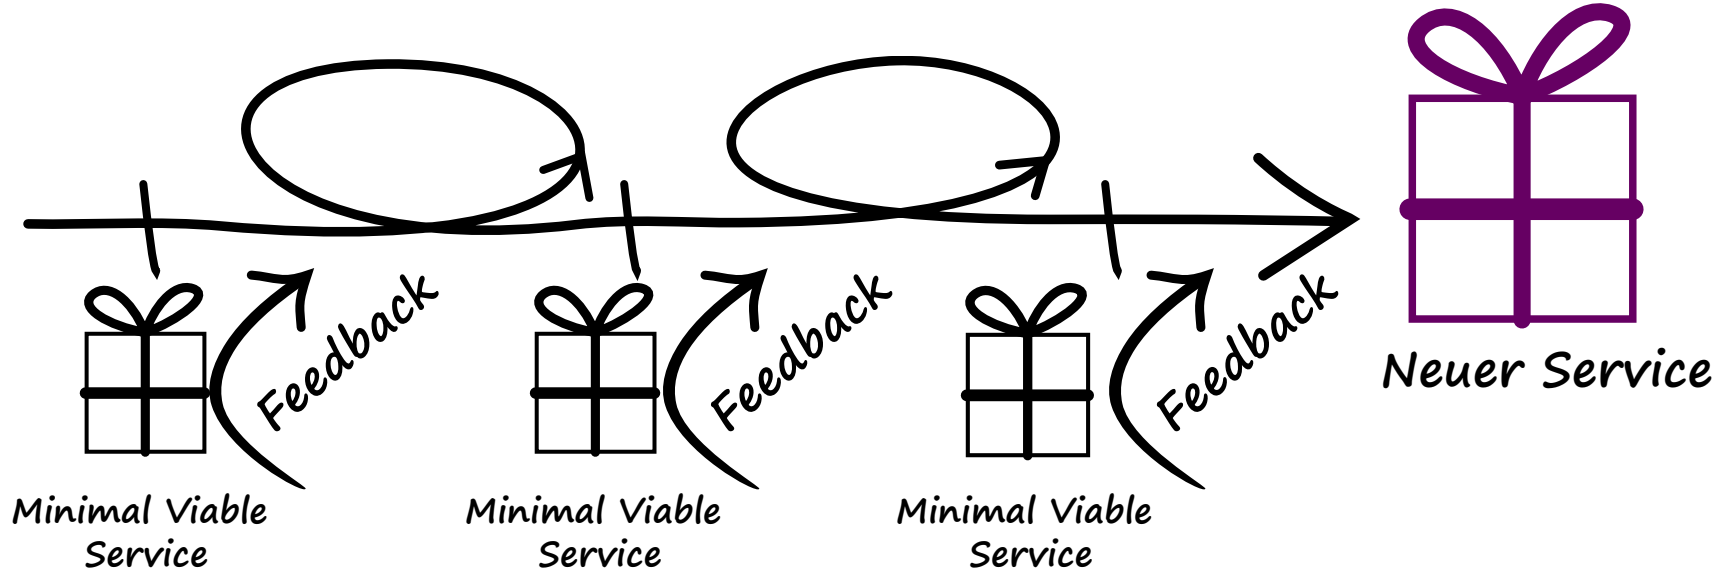 Feedback
Feedback
Feedback
Neuer Service
Minimal Viable
Service
Minimal Viable
Service
Minimal Viable
Service